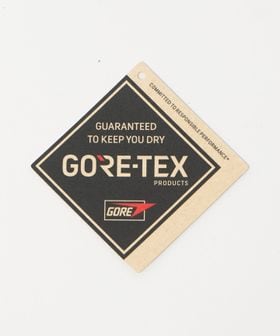 GUARANTEED
TO KEEP YOU DRY
GORE-TEX
PRODUCTS
GORE
COMMITTED TO RESPONSIBLE PERFORMANCE*